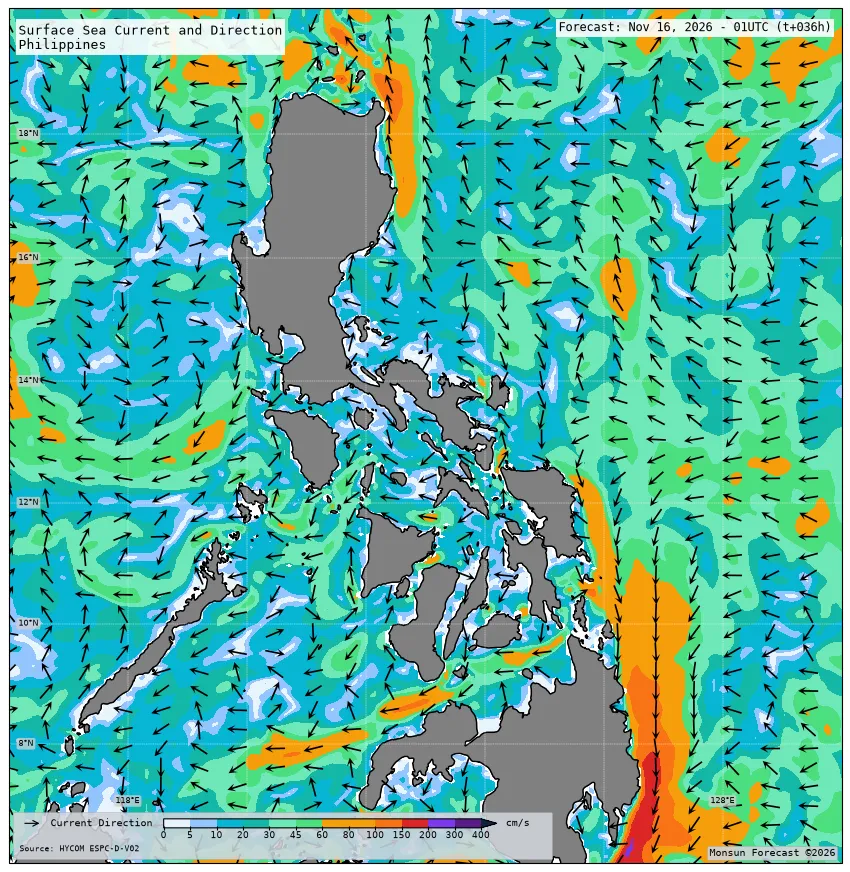 Surface Sea Current and Direction
Philippines
Forecast: Nov 16, 2026 - 01UTC (t+036h)
18°N
16°N
14°N
12°N
10°N
8°N
118°E
128°E
Current Direction
0 5 10 20 30 45 60 80 100 150 200 300 400
cm/s
Source: HYCOM ESPC-D-V02
Monsun Forecast ©2026